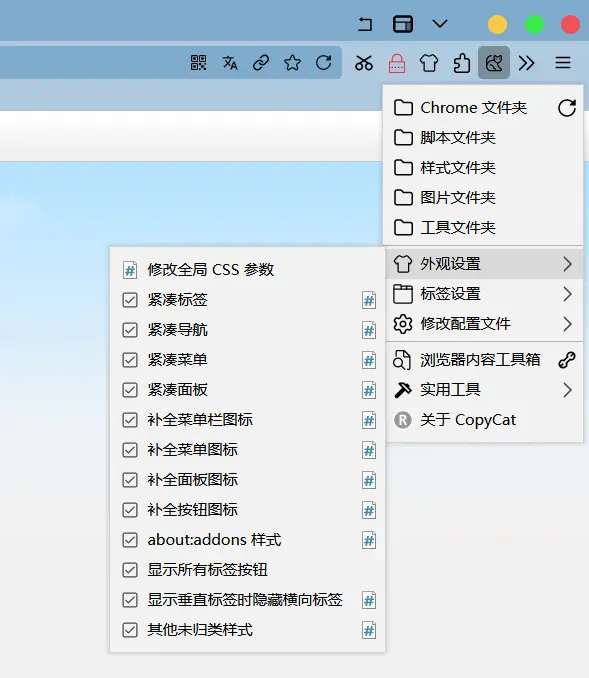 Chrome 文件夹
脚本文件夹
样式文件夹
图片文件夹
工具文件夹
外观设置
标签设置
修改配置文件
浏览器内容工具箱
实用工具
R 关于 CopyCat
修改全局 CSS 参数
紧凑标签
紧凑导航
紧凑菜单
紧凑面板
补全菜单栏图标
补全菜单图标
补全面板图标
补全按钮图标
about:addons 样式
显示所有标签按钮
显示垂直标签时隐藏横向标签
其他未归类样式